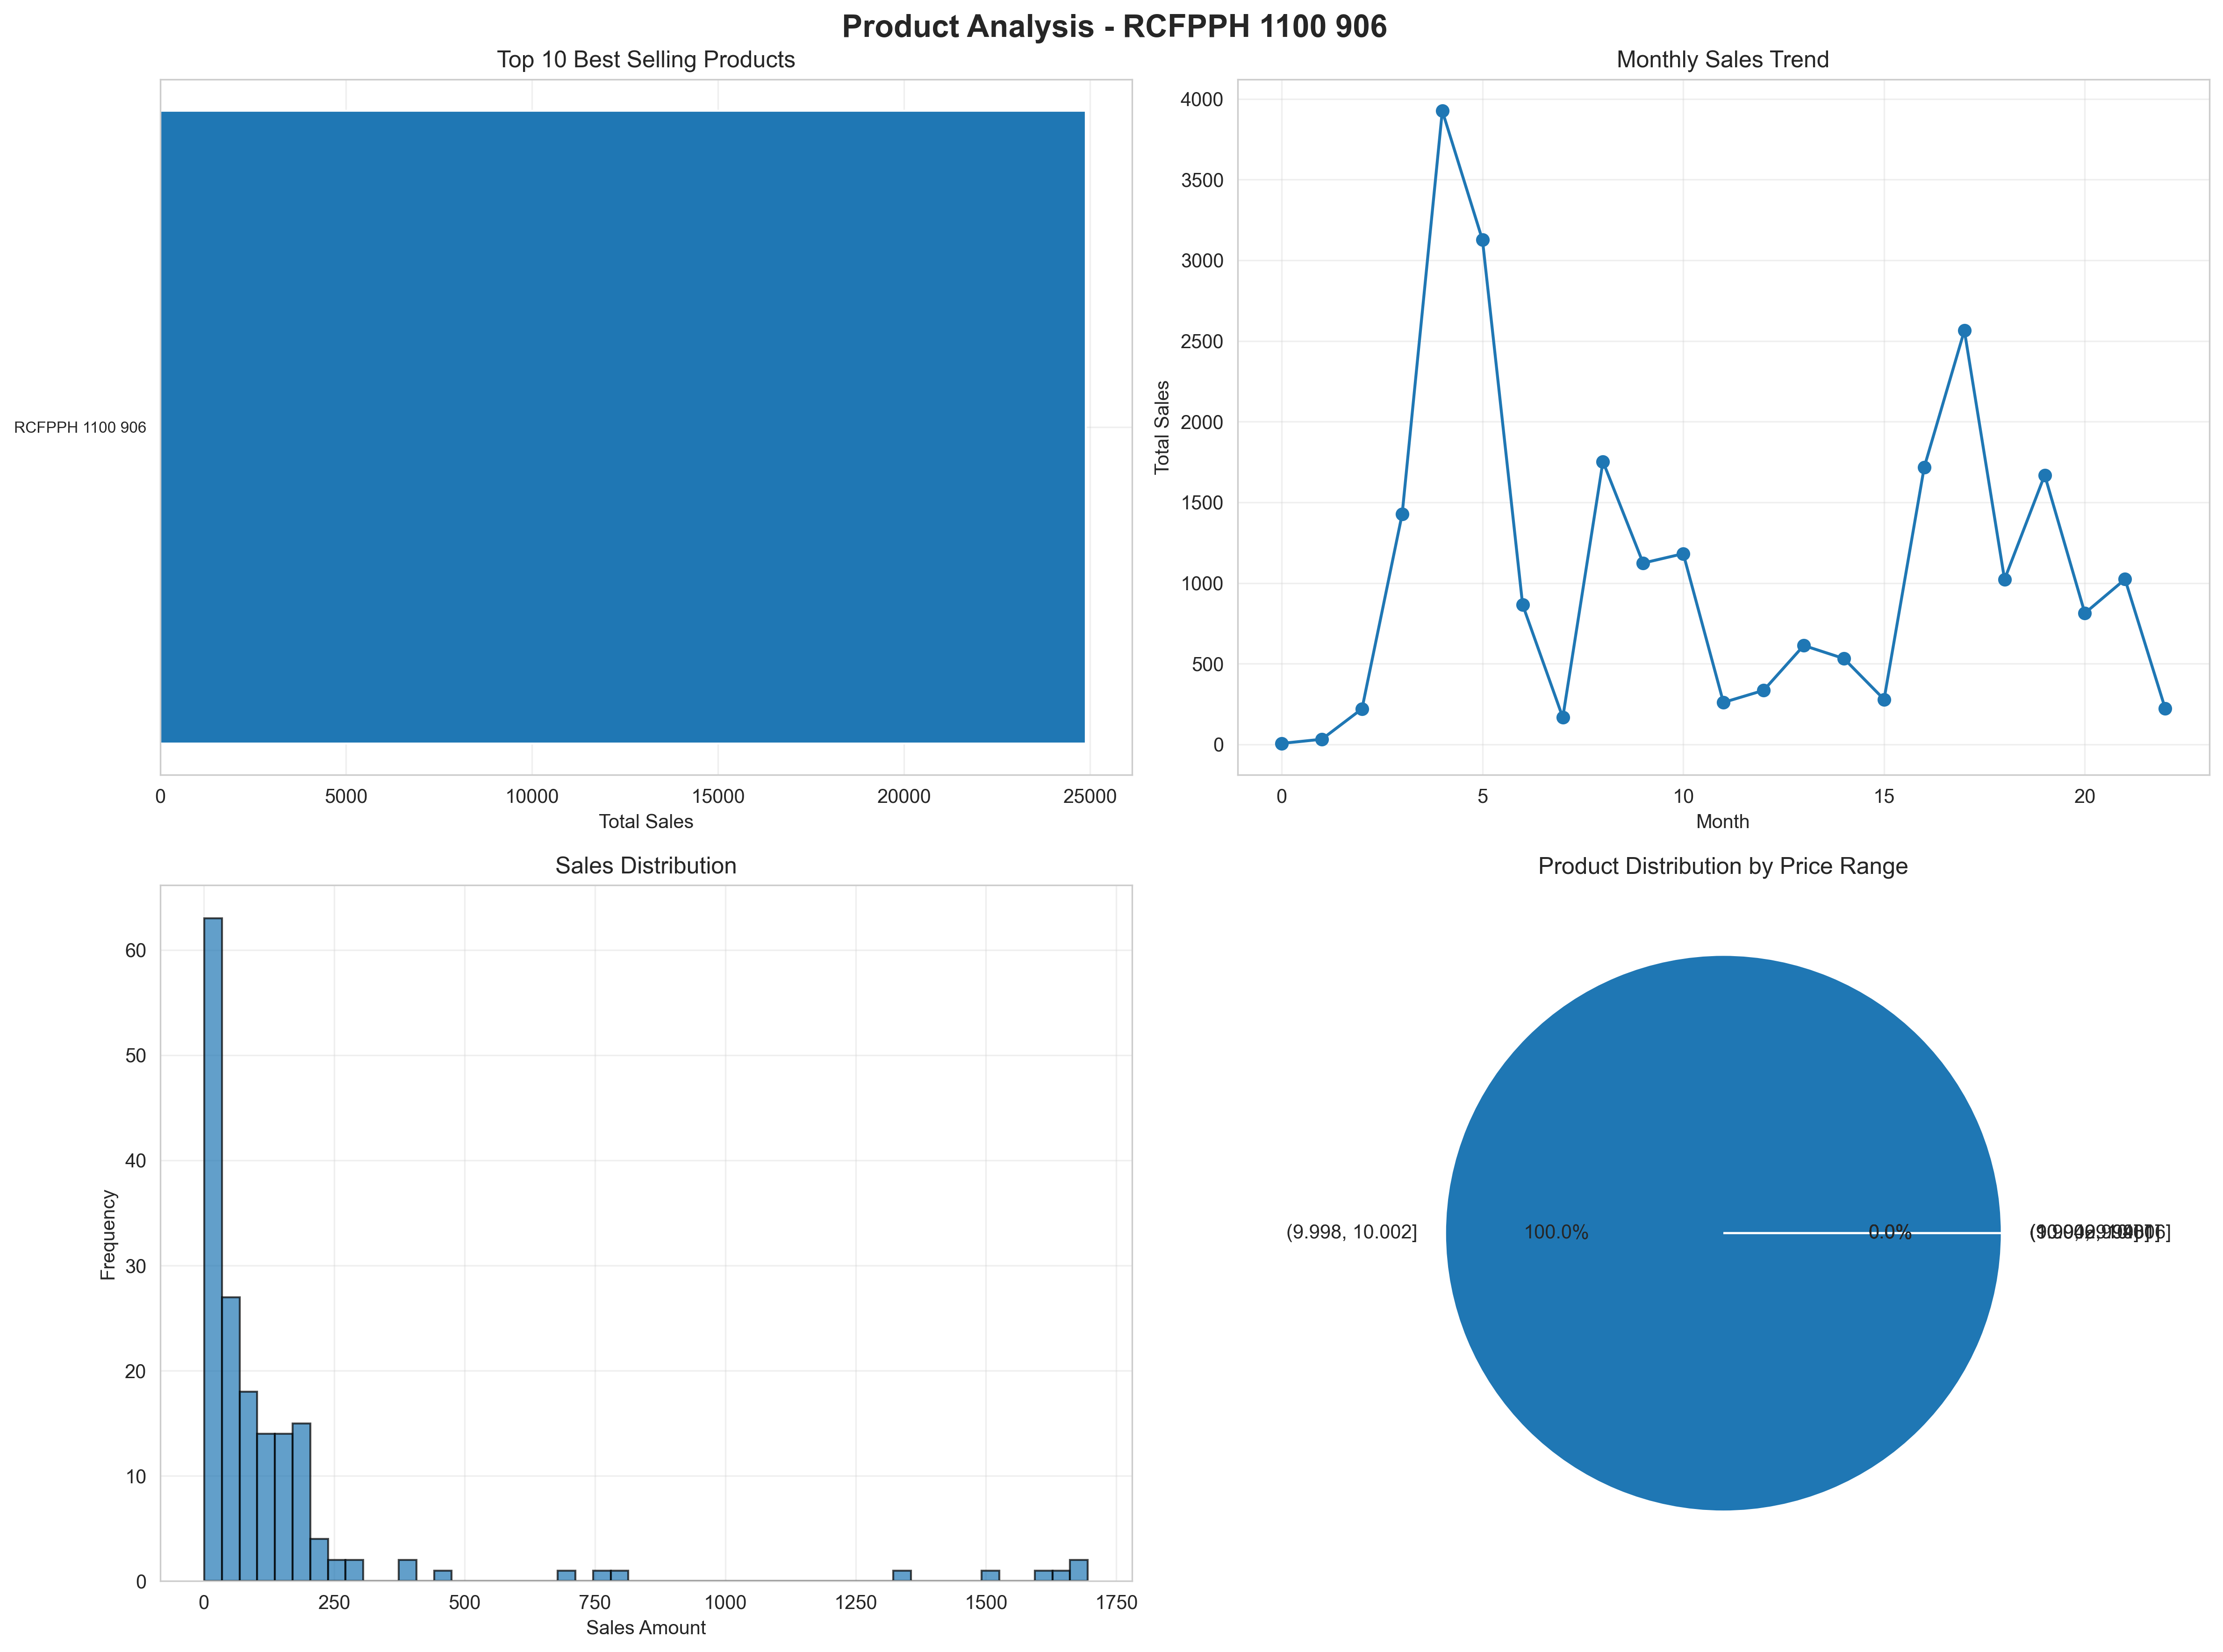 Product Analysis - RCFPPH 1100 906
Top 10 Best Selling Products
RCFPPH 1100 906
0 5000 10000 15000 20000 25000
Total Sales
Monthly Sales Trend
Total Sales
4000
3500
3000
2500
2000
1500
1000
500
0
0 5 10 15 20
Month
Sales Distribution
Frequency
60
50
40
30
20
10
0
0 250 500 750 1000 1250 1500 1750
Sales Amount
Product Distribution by Price Range
(9.998, 10.002] 100.0% 0.0%